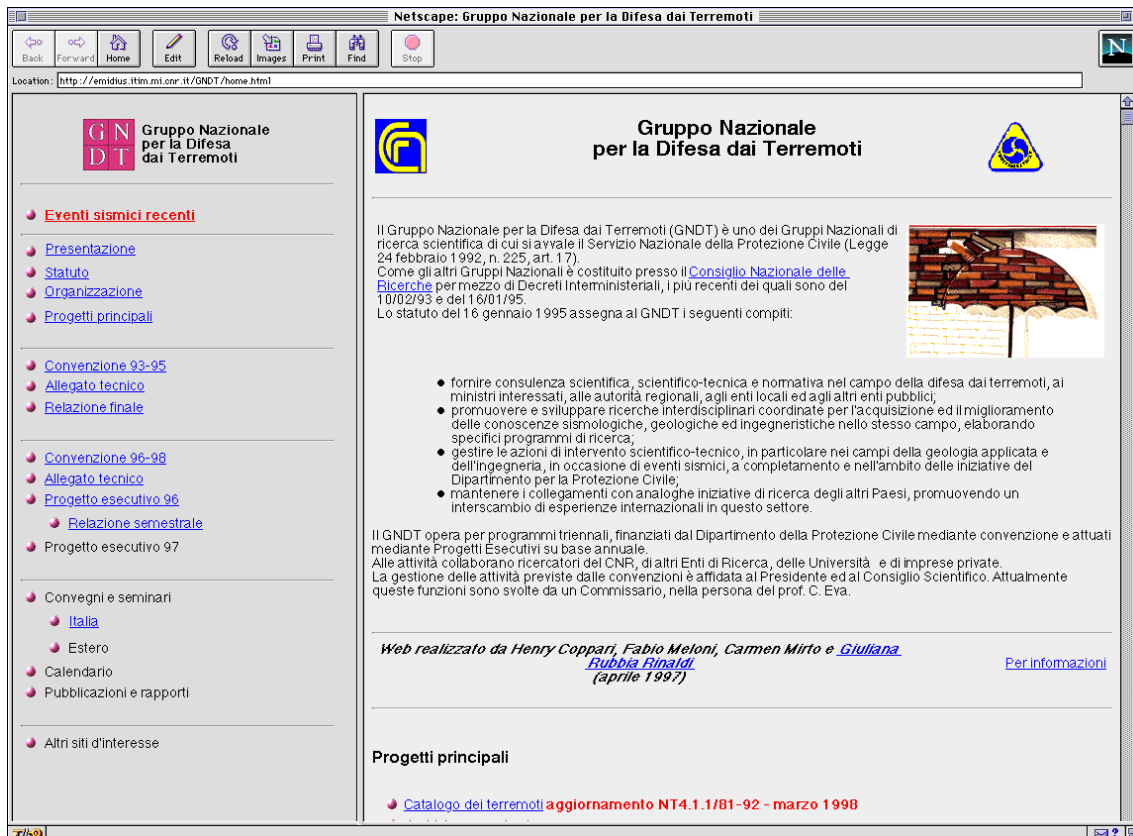 Netscape: Gruppo Nazionale per la Difesa dai Terremoti
Back Forward Home Edit Reload Images Print Find Stop
N
Location: http://emidius.itim.mi.cnr.it/GNDT/home.html
G N
D T
Gruppo Nazionale
per la Difesa
dai Terremoti
Eventi sismici recenti
Presentazione
Statuto
Organizzazione
Progetti principali
Convenzione 93-95
Allegato tecnico
Relazione finale
Convenzione 96-98
Allegato tecnico
Progetto esecutivo 96
Relazione semestrale
Progetto esecutivo 97
Convegni e seminari
Italia
Estero
Calendario
Pubblicazioni e rapporti
Altri siti d'interesse
Gruppo Nazionale
per la Difesa dai Terremoti
Il Gruppo Nazionale per la Difesa dai Terremoti (GNDT) è uno dei Gruppi Nazionali di
ricerca scientifica di cui si avvale il Servizio Nazionale della Protezione Civile (Legge
24 febbraio 1992, n. 225, art. 17).
Come gli altri Gruppi Nazionali è costituito presso il Consiglio Nazionale delle
Ricerche per mezzo di Decreti Interministeriali, i più recenti dei quali sono del
10/02/93 e del 16/01/95.
Lo statuto del 16 gennaio 1995 assegna al GNDT i seguenti compiti:
fornire consulenza scientifica, scientifico-tecnica e normativa nel campo della difesa dai terremoti, ai
ministri interessati, alle autorità regionali, agli enti locali ed agli altri enti pubblici;
promuovere e sviluppare ricerche interdisciplinari coordinate per l'acquisizione ed il miglioramento
delle conoscenze sismologiche, geologiche ed ingegneristiche nello stesso campo, elaborando
specifici programmi di ricerca;
gestire le azioni di intervento scientifico-tecnico, in particolare nei campi della geologia applicata e
dell'ingegneria, in occasione di eventi sismici, a completamento e nell'ambito delle iniziative del
Dipartimento per la Protezione Civile;
mantenere i collegamenti con analoghe iniziative di ricerca degli altri Paesi, promuovendo un
interscambio di esperienze internazionali in questo settore.
Il GNDT opera per programmi triennali, finanziati dal Dipartimento della Protezione Civile mediante convenzione e attuati
mediante Progetti Esecutivi su base annuale.
Alle attività collaborano ricercatori del CNR, di altri Enti di Ricerca, delle Università e di imprese private.
La gestione delle attività previste dalle convenzioni è affidata al Presidente ed al Consiglio Scientifico. Attualmente
queste funzioni sono svolte da un Commissario, nella persona del prof. C. Eva.
Web realizzato da Henry Coppari, Fabio Meloni, Carmen Mirto e Giuliana
Rubbia Rinaldi
(aprile 1997)
Per informazioni
Progetti principali
Catalogo dei terremoti aggiornamento NT4.1.1/81-92 - marzo 1998